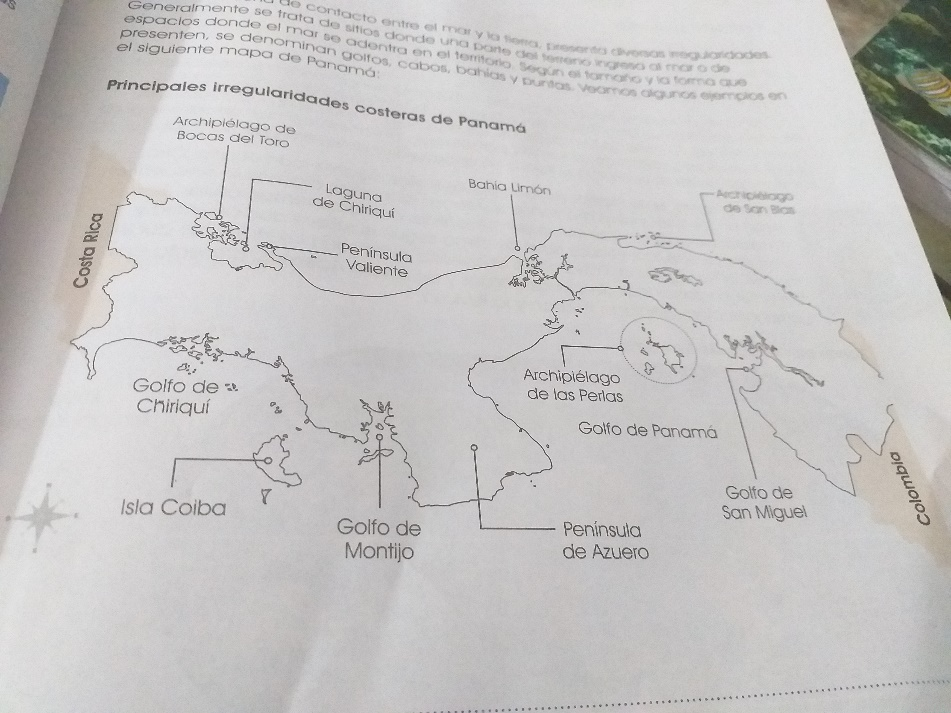 de contacto entre el mar y la tierra, presenta diversas irregularidades.
Generalmente se trata de sitios donde una parte del terreno ingresa al mar o de
espacios donde el mar se adentra en el territorio. Según el tamaño y la forma que
presenten, se denominan golfos, cabos, bahías y puntas. Veamos algunos ejemplos en
el siguiente mapa de Panamá:
Principales irregularidades costeras de Panamá
Archipiélago de
Bocas del Toro
Laguna
de Chiriquí
Bahía Limón
Archipiélago
de San Blas
Costa Rica
Península
Valiente
Golfo de
Chiriquí
Archipiélago
de las Perlas
Golfo de Panamá
Isla Coiba
Golfo de
Montijo
Península
de Azuero
Golfo de
San Miguel
Colombia